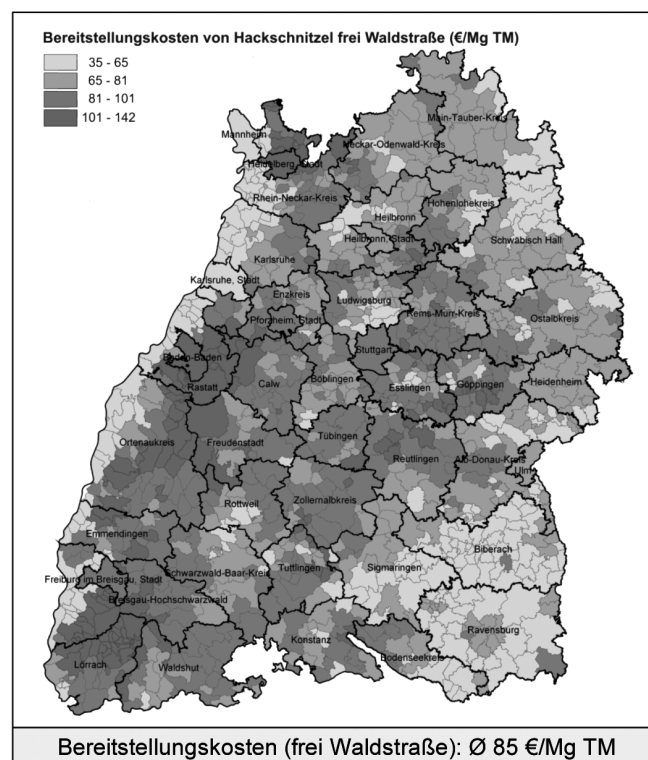 Bereitstellungskosten von Hackschnitzel frei Waldstraße (€/Mg TM)
35 - 65
65 - 81
81 - 101
101 - 142
Main-Tauber-Kreis
Mannheim
Neckar-Odenwald-Kreis
Heidelberg, Stadt
Rhein-Neckar-Kreis
Hohenlohekreis
Heilbronn
Heilbronn, Stadt
Schwäbisch Hall
Karlsruhe
Karlsruhe, Stadt
Enzkreis
Ludwigsburg
Pforzheim, Stadt
Rems-Murr-Kreis
Ostalbkreis
Stuttgart
Baden-Baden
Rastatt
Calw
Böblingen
Esslingen
Göppingen
Heidenheim
Ortenaukreis
Freudenstadt
Tübingen
Reutlingen
Alb-Donau-Kreis
Ulm
Rottweil
Zollernalbkreis
Emmendingen
Biberach
Freiburg im Breisgau, Stadt
Schwarzwald-Baar-Kreis
Tuttlingen
Sigmaringen
Breisgau-Hochschwarzwald
Ravensburg
Konstanz
Bodenseekreis
Lörrach
Waldshut
Bereitstellungskosten (frei Waldstraße): Ø 85 €/Mg TM